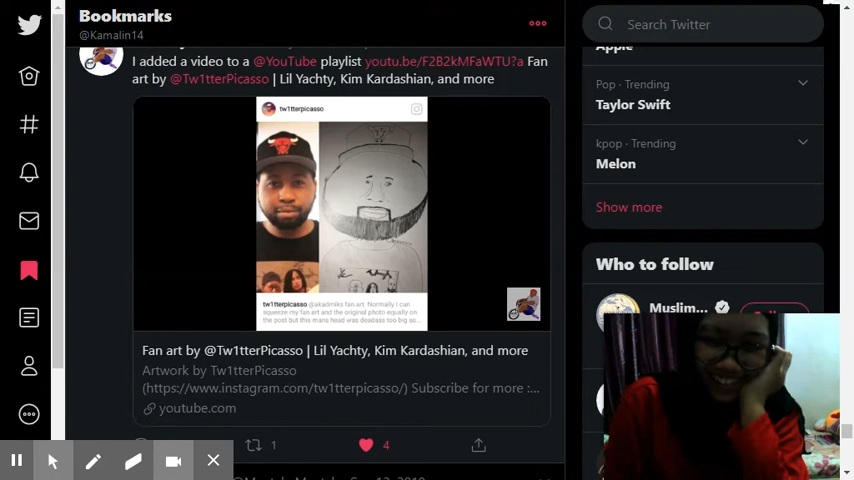 Bookmarks
@Kamalin14
I added a video to a @YouTube playlist youtu.be/F2B2kMFaWTU?a Fan
art by @Tw1tterPicasso | Lil Yachty, Kim Kardashian, and more
tw1tterpicasso
tw1tterpicasso @akadmiks fan art. Normally I can
squeeze my fan art and the original photo equally on
the post but this mans head was deadass too big so...
Fan art by @Tw1tterPicasso | Lil Yachty, Kim Kardashian, and more
Artwork by Tw1tterPicasso
(https://www.instagram.com/tw1tterpicasso/) Subscribe for more :...
youtube.com
1
4
Search Twitter
Apple
Pop · Trending
Taylor Swift
kpop · Trending
Melon
Show more
Who to follow
Muslim...